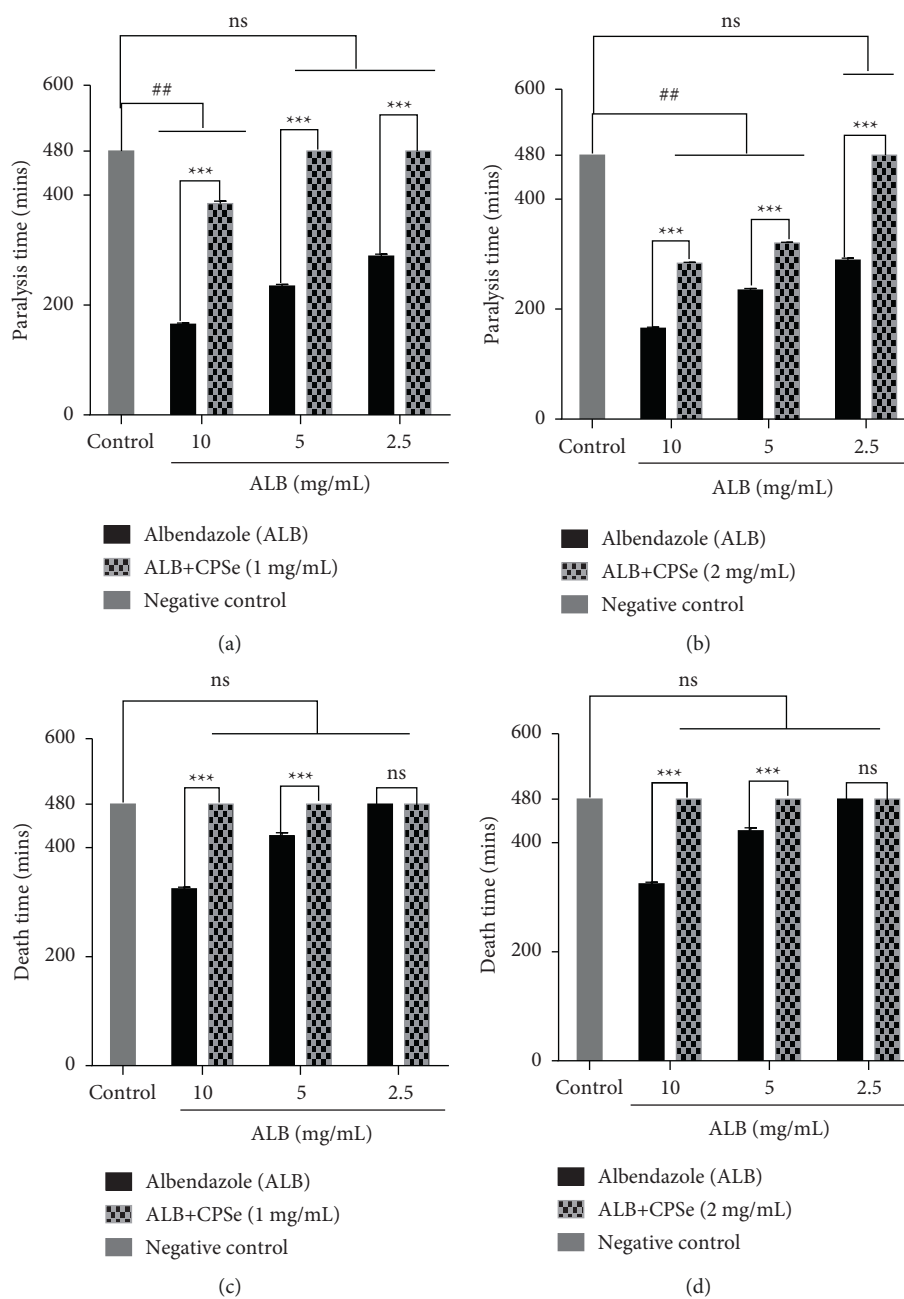 ns
##
***
***
***
600
480
400
200
0
Paralysis time (mins)
Control
10
5
2.5
ALB (mg/mL)
Albendazole (ALB)
ALB+CPSe (1 mg/mL)
Negative control
(a)
ns
##
***
***
***
600
480
400
200
0
Paralysis time (mins)
Control
10
5
2.5
ALB (mg/mL)
Albendazole (ALB)
ALB+CPSe (2 mg/mL)
Negative control
(b)
ns
***
***
ns
600
480
400
200
0
Death time (mins)
Control
10
5
2.5
ALB (mg/mL)
Albendazole (ALB)
ALB+CPSe (1 mg/mL)
Negative control
(c)
ns
***
***
ns
600
480
400
200
0
Death time (mins)
Control
10
5
2.5
ALB (mg/mL)
Albendazole (ALB)
ALB+CPSe (2 mg/mL)
Negative control
(d)